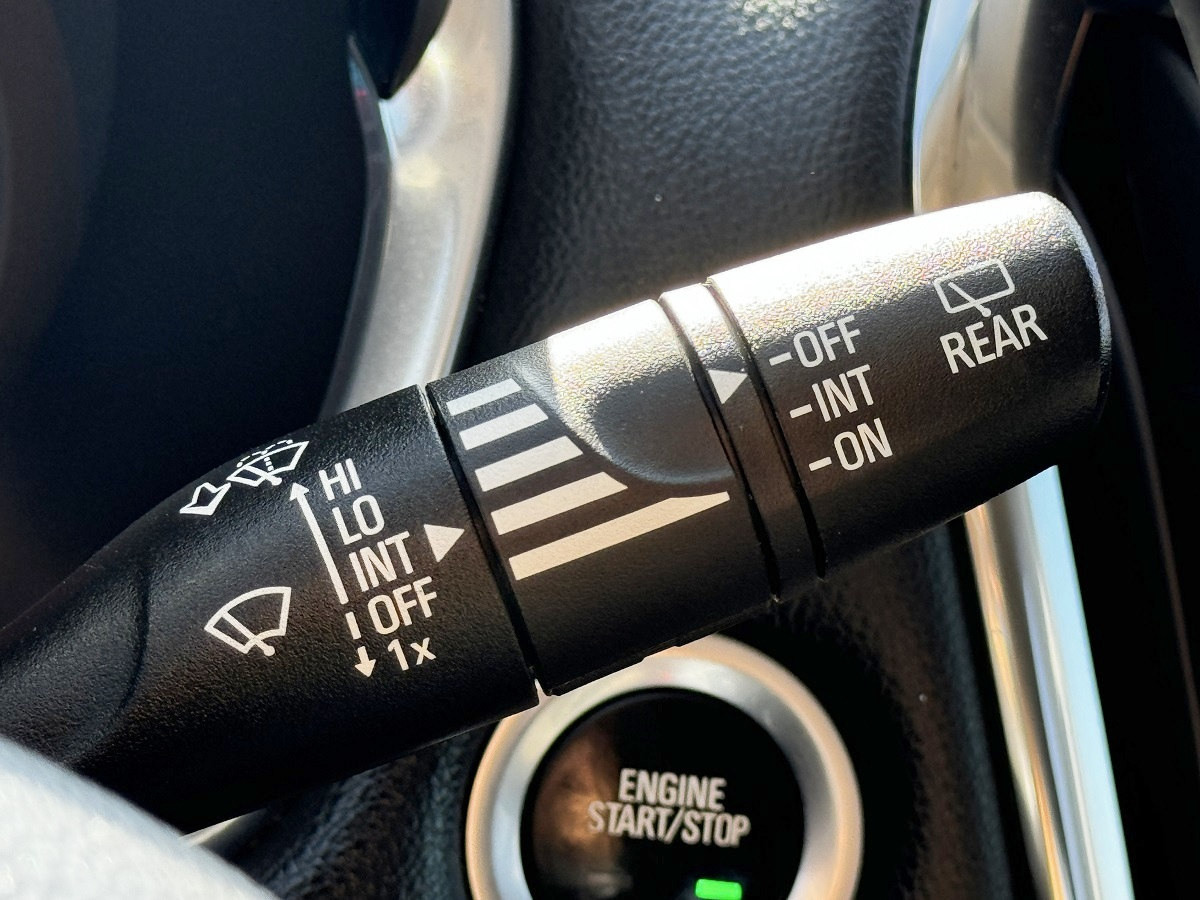 HI
LO
INT
OFF
1x
-OFF
-INT
-ON
REAR
ENGINE
START/STOP